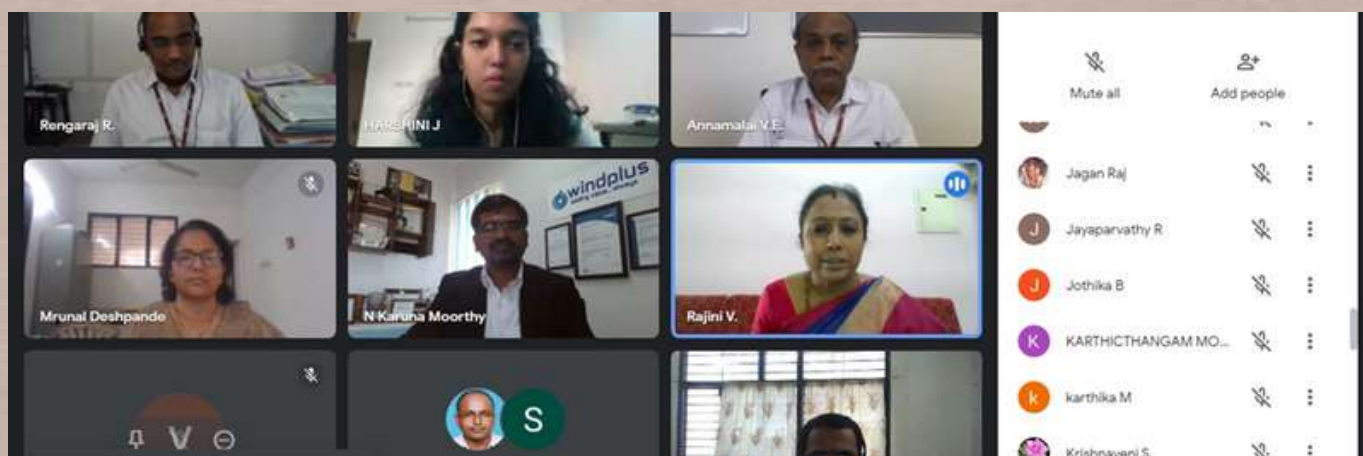 Rengaraj R.
HARSHINI J
Annamalai V.E.
windplus
Mrunal Deshpande
N Karuna Moorthy
Rajini V.
V
S
Mute all
Add people
Jagan Raj
J
Jayaparvathy R
J
Jothika B
K
KARTHICTHANGAM MO...
k
karthika M
Krishnaveni S